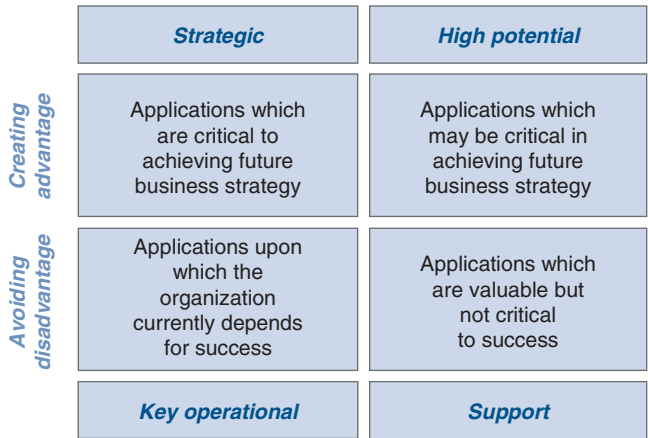 Strategic
High potential
Creating
advantage
Applications which
are critical to
achieving future
business strategy
Applications which
may be critical in
achieving future
business strategy
Avoiding
disadvantage
Applications upon
which the
organization
currently depends
for success
Applications which
are valuable but
not critical
to success
Key operational
Support